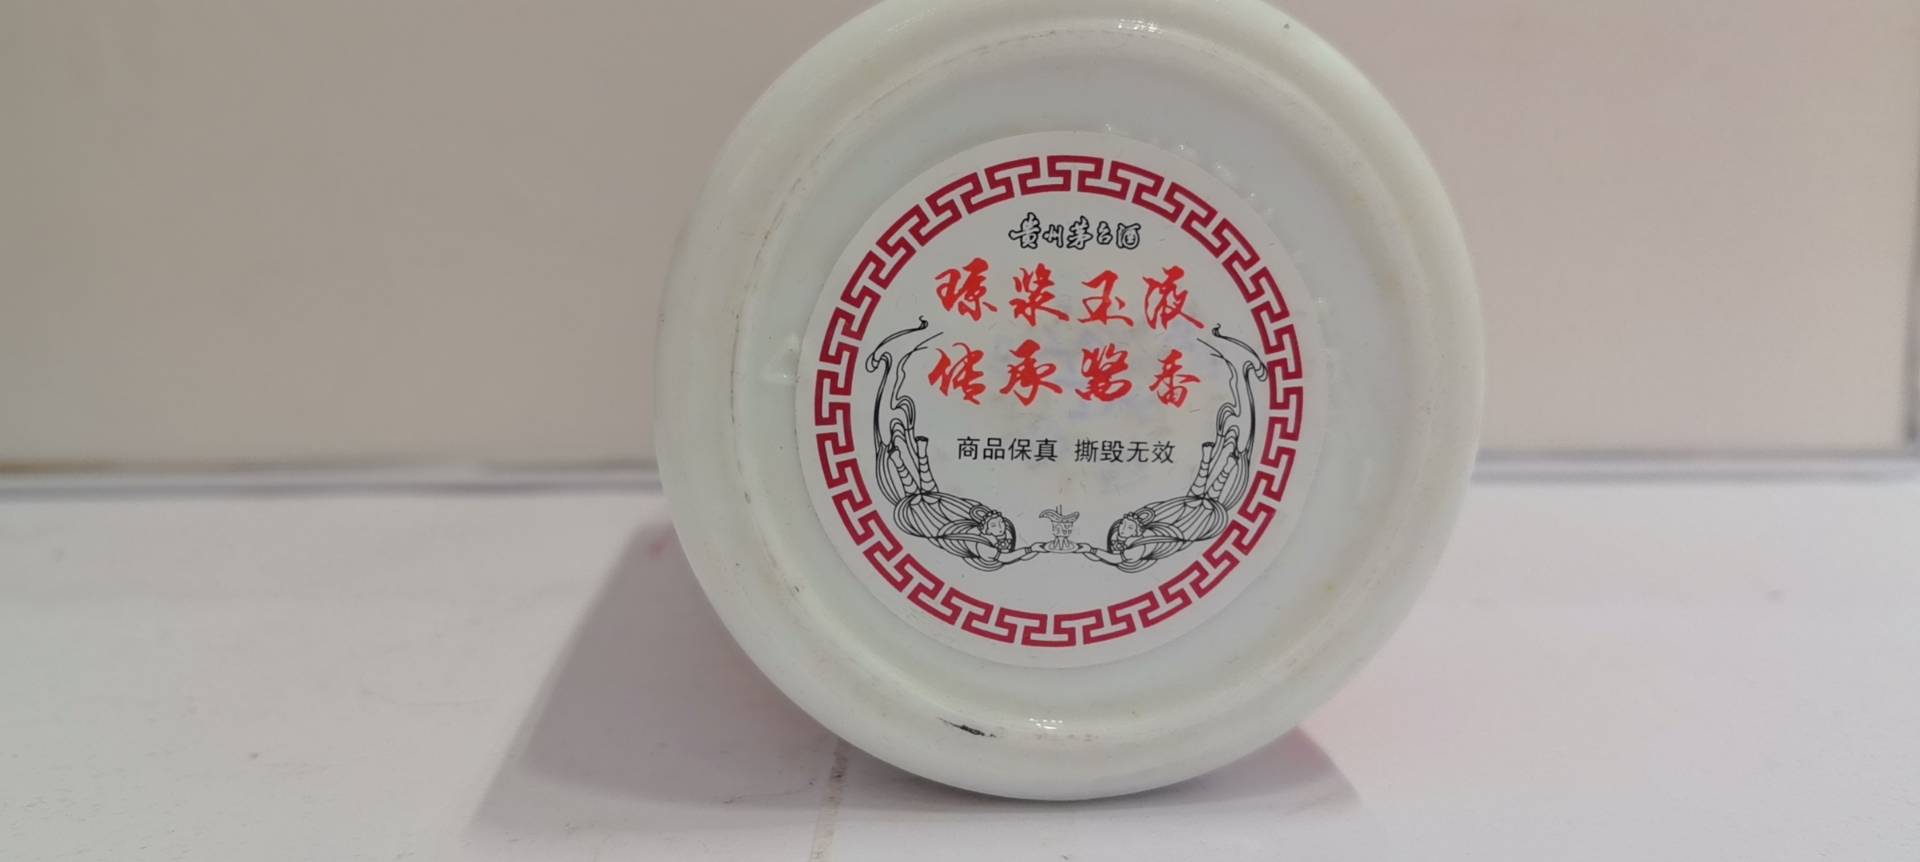 贵州茅台酒
琼浆玉液
传承酱香
商品保真 撕毁无效